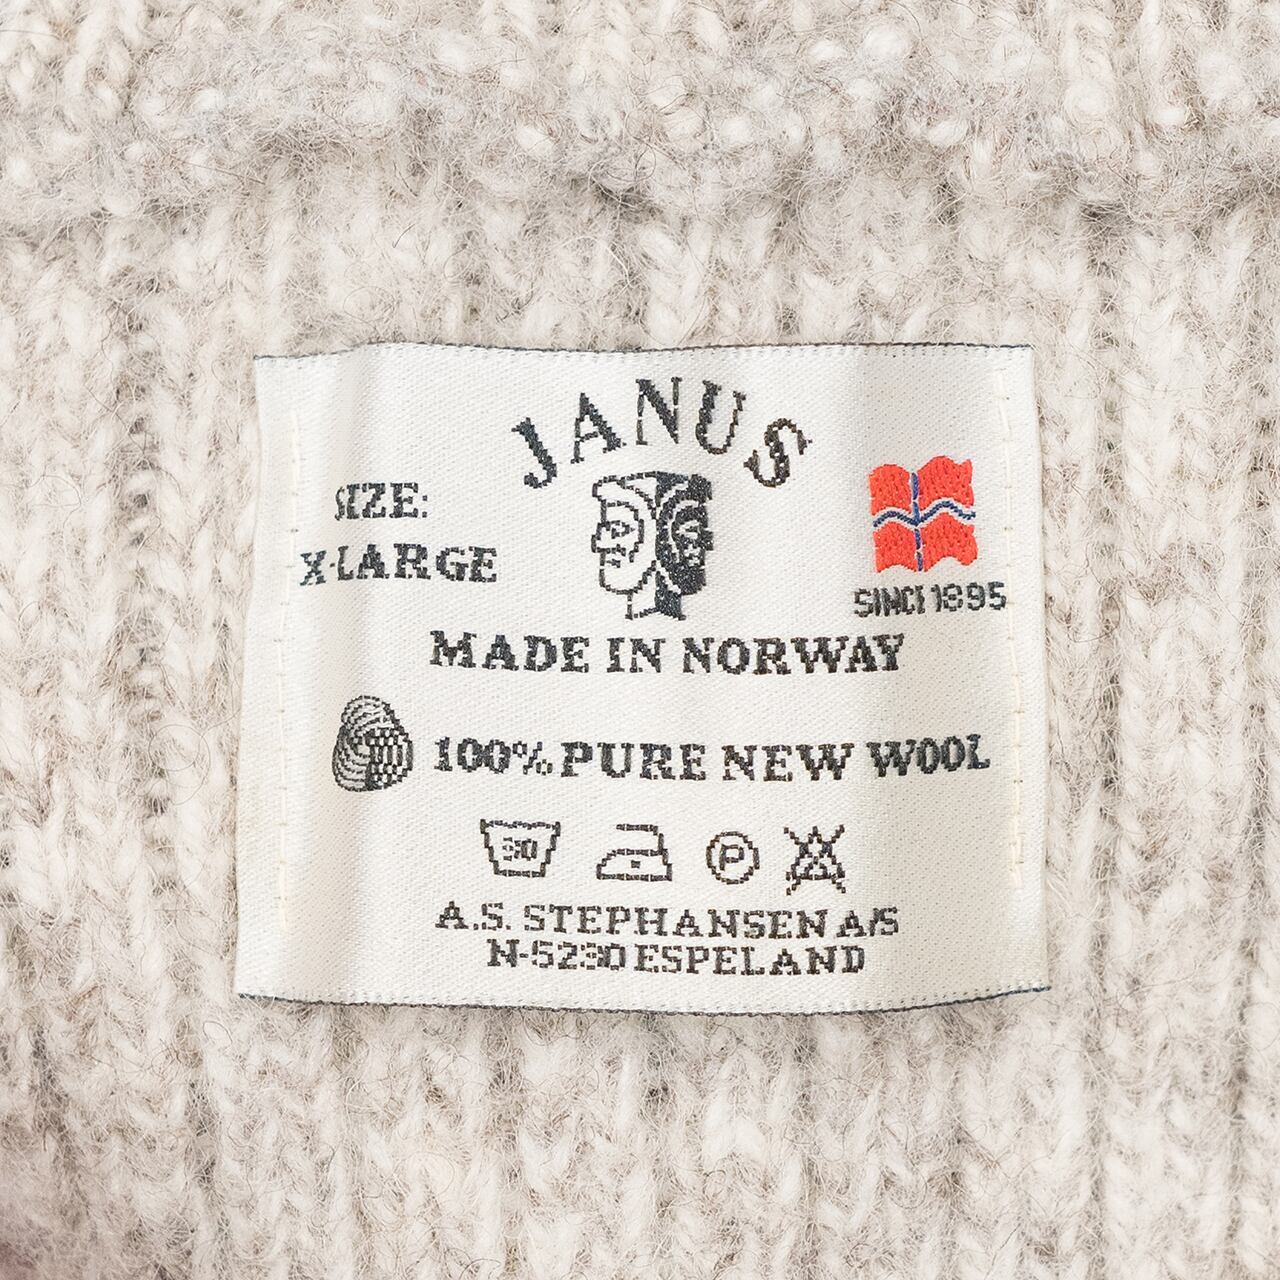 JANUS
SIZE:
X-LARGE
SINCE 1895
MADE IN NORWAY
100% PURE NEW WOOL
30
P
A.S. STEPHANSEN A/S
N-5230 ESPELAND